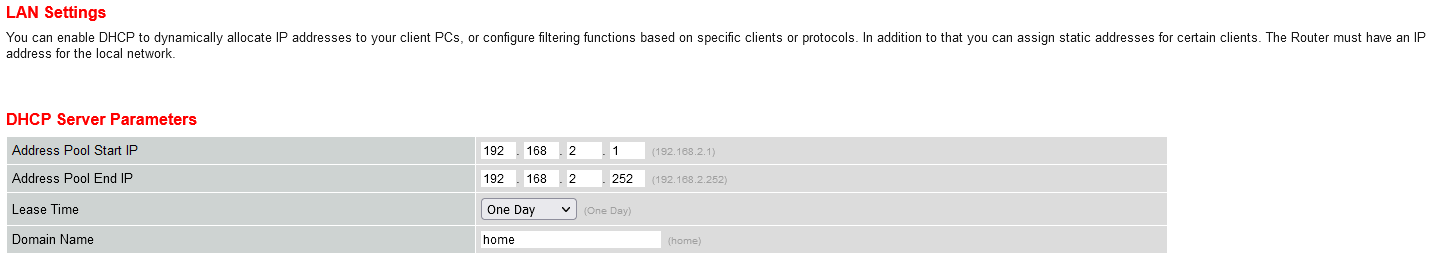 LAN Settings
You can enable DHCP to dynamically allocate IP addresses to your client PCs, or configure filtering functions based on specific clients or protocols. In addition to that you can assign static addresses for certain clients. The Router must have an IP
address for the local network.
DHCP Server Parameters
Address Pool Start IP 192 . 168 . 2 . 1 (192.168.2.1)
Address Pool End IP 192 . 168 . 2 . 252 (192.168.2.252)
Lease Time One Day (One Day)
Domain Name home (home)